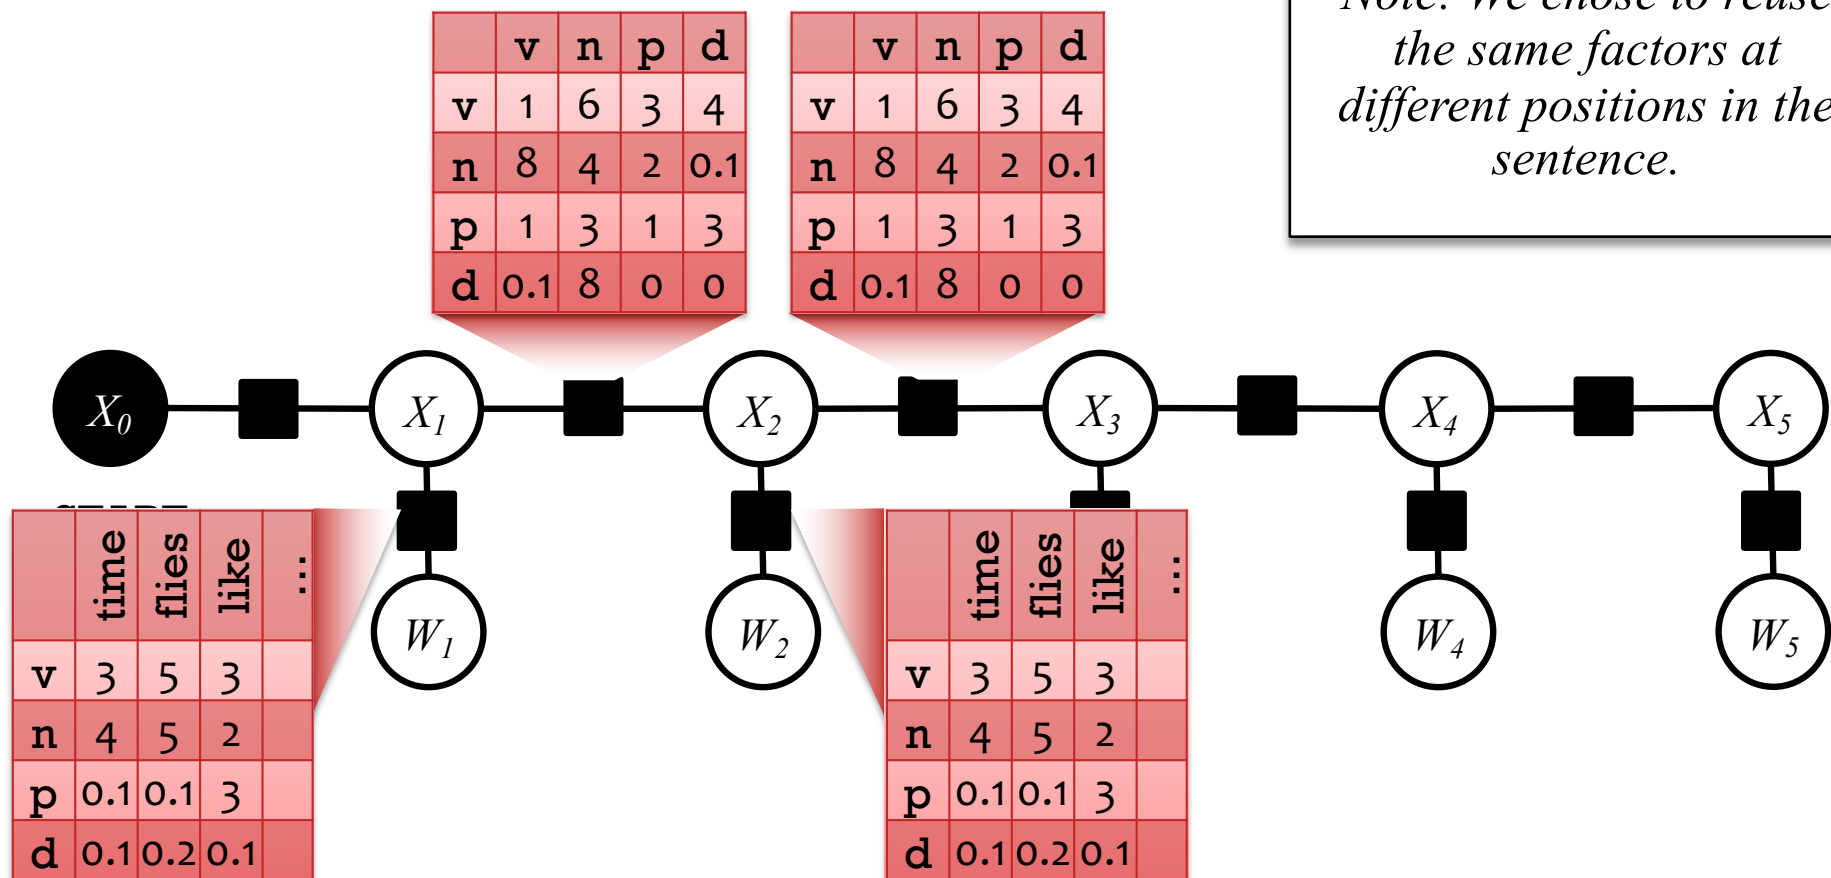 v n p d
v 1 6 3 4
n 8 4 2 0.1
p 1 3 1 3
d 0.1 8 0 0
v n p d
v 1 6 3 4
n 8 4 2 0.1
p 1 3 1 3
d 0.1 8 0 0
Note: We chose to reuse
the same factors at
different positions in the
sentence.
X0 X1 X2 X3 X4 X5
time flies like ...
v 3 5 3
n 4 5 2
p 0.1 0.1 3
d 0.1 0.2 0.1
W1 W2
time flies like ...
v 3 5 3
n 4 5 2
p 0.1 0.1 3
d 0.1 0.2 0.1
W4 W5